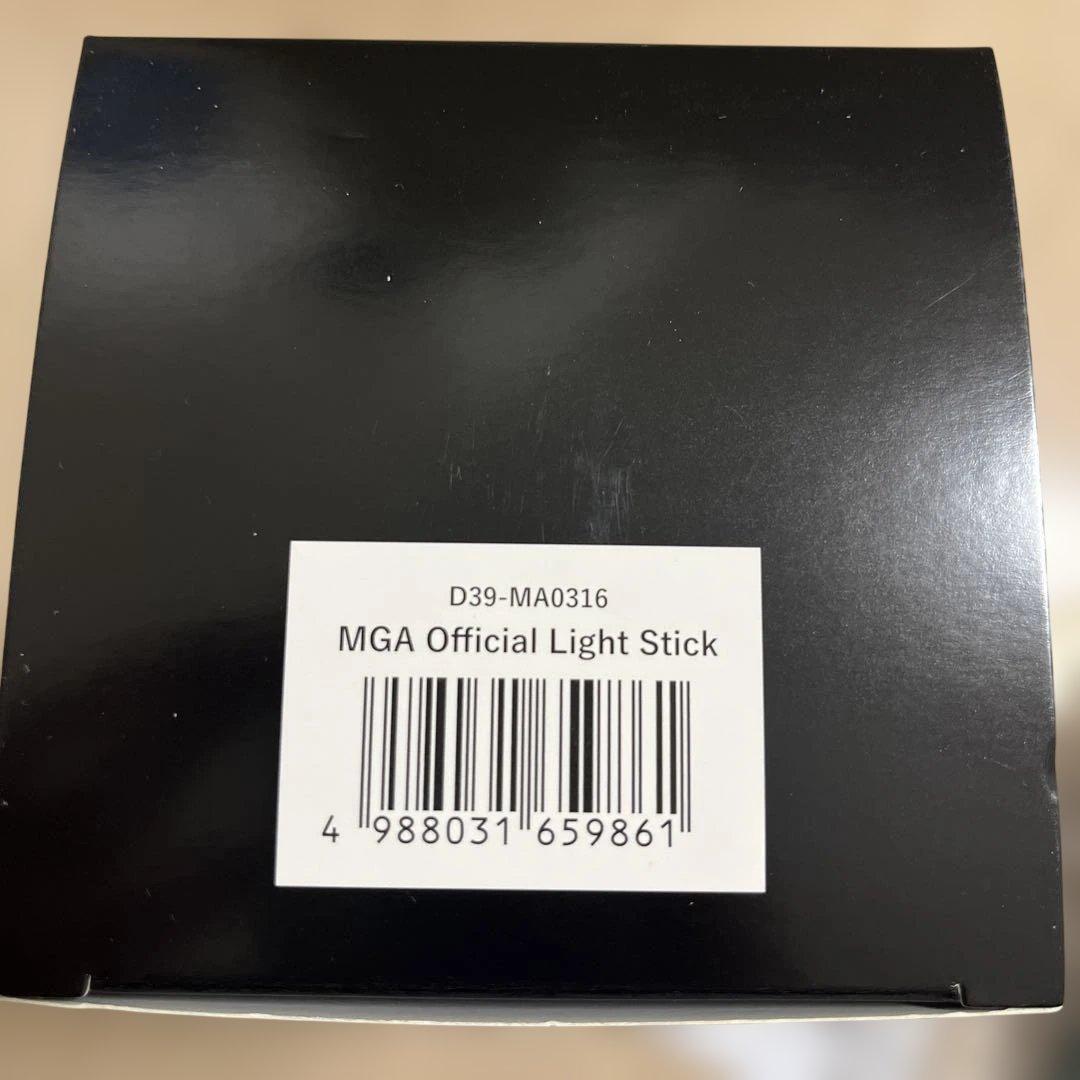 D39-MA0316
MGA Official Light Stick
4 988031 659861